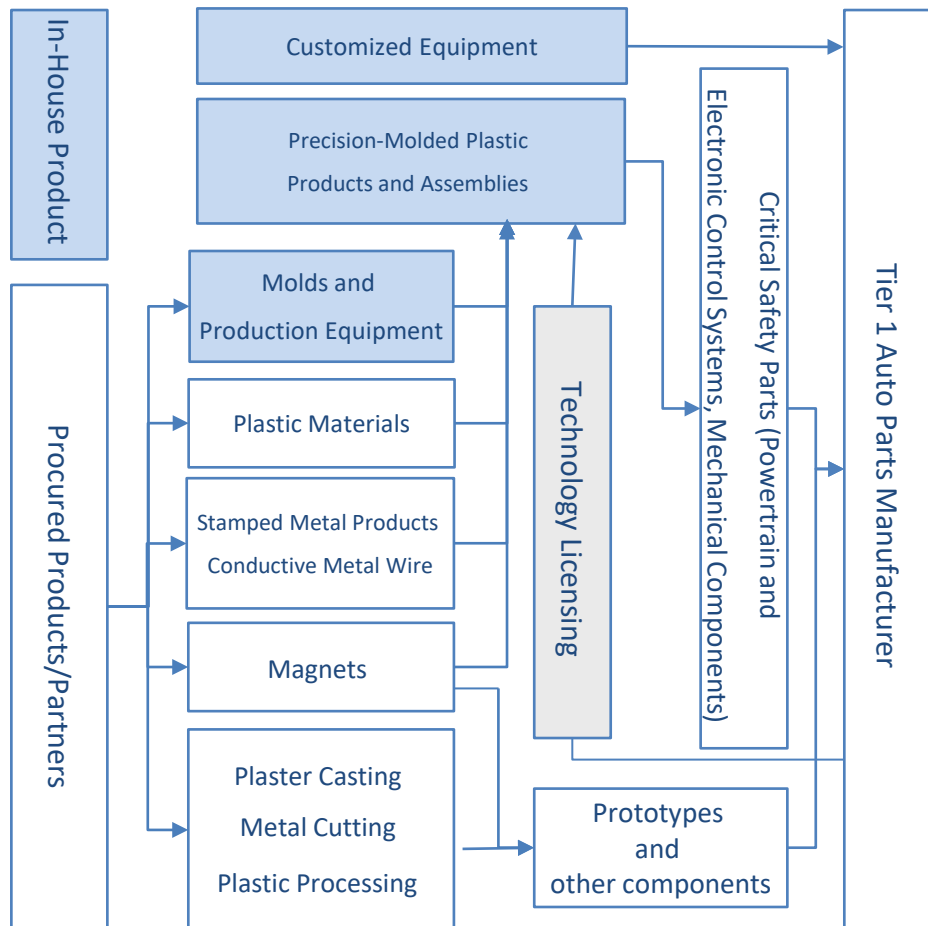 In-House Product
Customized Equipment
Precision-Molded Plastic
Products and Assemblies
Molds and
Production Equipment
Procured Products/Partners
Plastic Materials
Stamped Metal Products
Conductive Metal Wire
Magnets
Plaster Casting
Metal Cutting
Plastic Processing
Technology Licensing
Prototypes
and
other components
Critical Safety Parts (Powertrain and
Electronic Control Systems, Mechanical Components)
Tier 1 Auto Parts Manufacturer